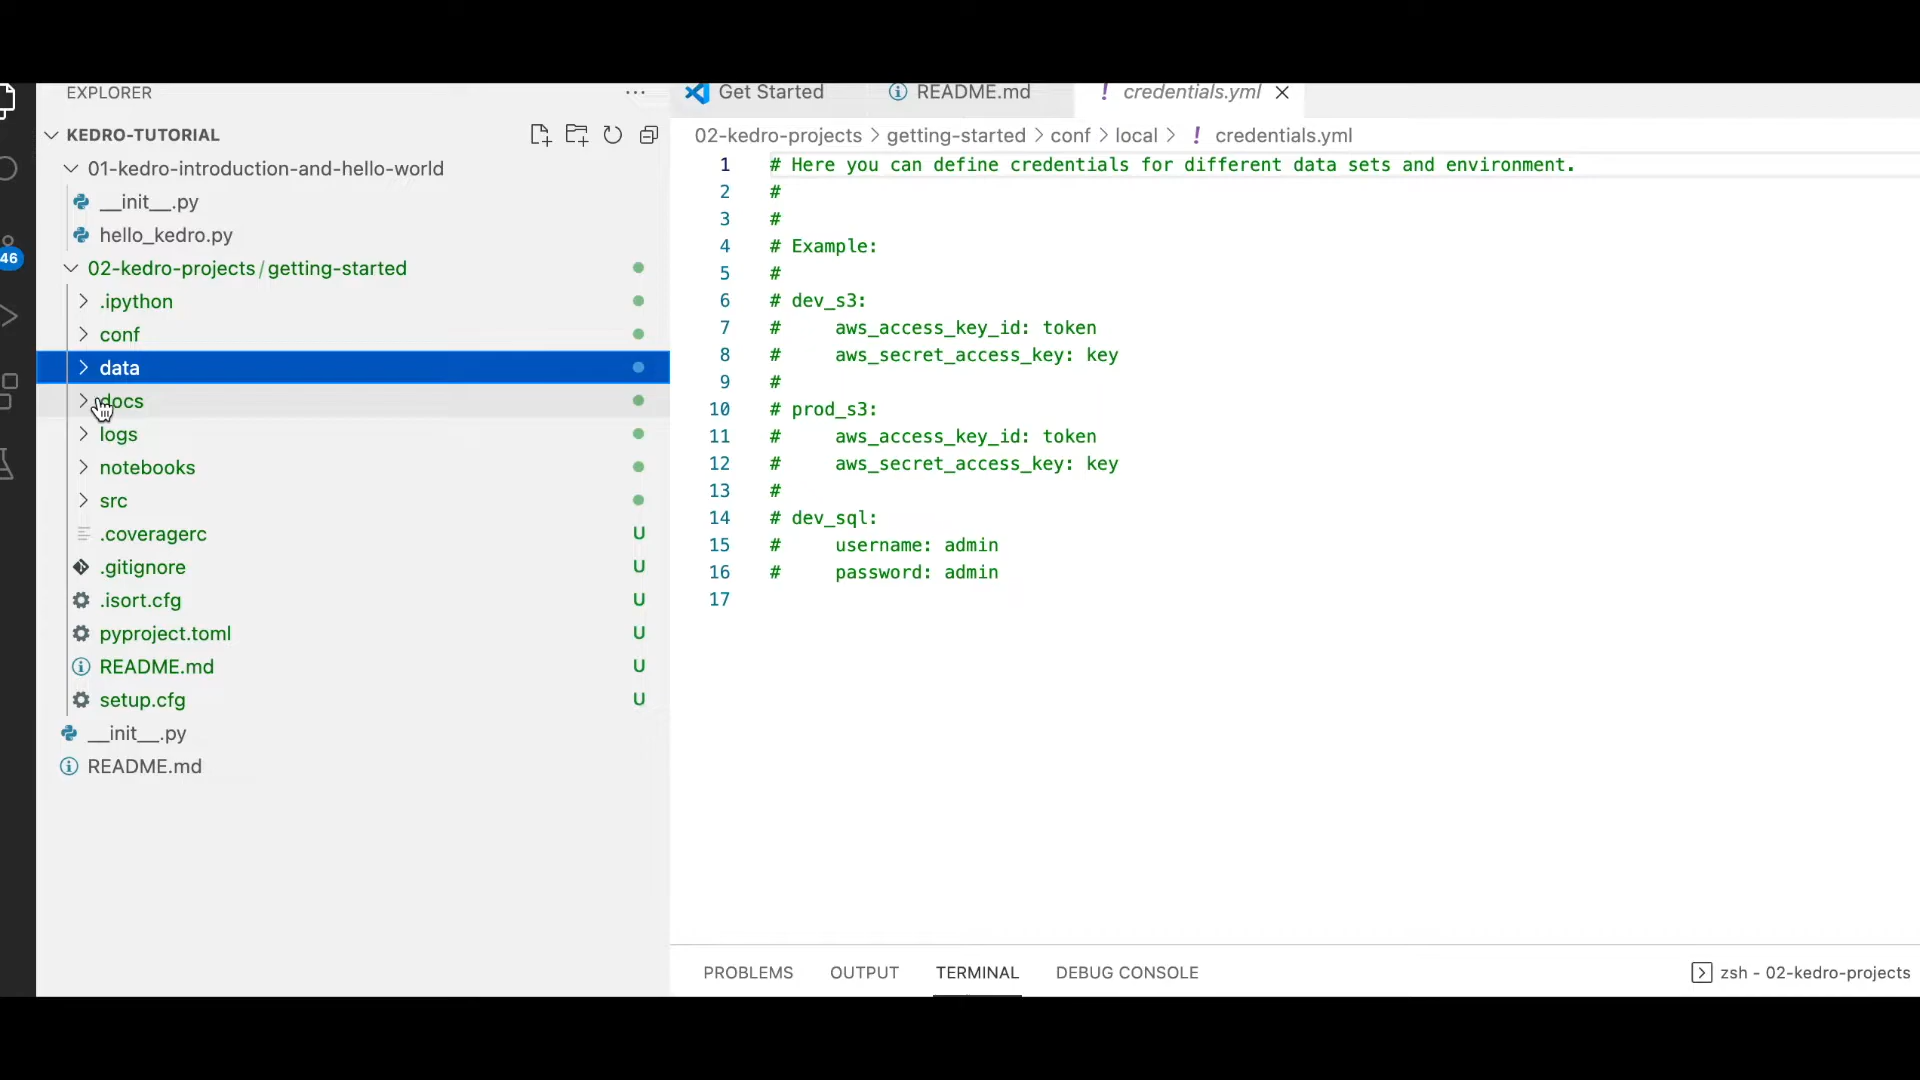 EXPLORER
KEDRO-TUTORIAL
01-kedro-introduction-and-hello-world
__init__.py
hello_kedro.py
46
02-kedro-projects/getting-started
.ipython
conf
data
docs
logs
notebooks
src
.coveragerc U
.gitignore U
.isort.cfg U
pyproject.toml U
README.md U
setup.cfg U
__init__.py
README.md
Get Started README.md ! credentials.yml
02-kedro-projects > getting-started > conf > local > ! credentials.yml
1 # Here you can define credentials for different data sets and environment.
2 #
3 #
4 # Example:
5 #
6 # dev_s3:
7 #     aws_access_key_id: token
8 #     aws_secret_access_key: key
9 #
10 # prod_s3:
11 #     aws_access_key_id: token
12 #     aws_secret_access_key: key
13 #
14 # dev_sql:
15 #     username: admin
16 #     password: admin
17
PROBLEMS OUTPUT TERMINAL DEBUG CONSOLE
zsh - 02-kedro-projects